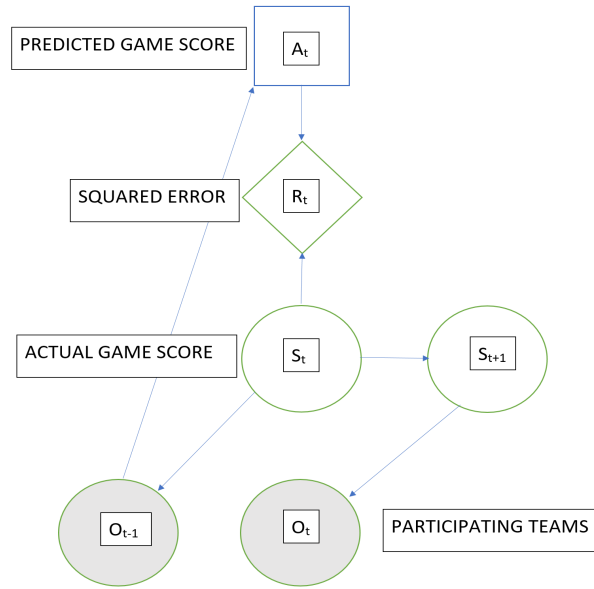 PREDICTED GAME SCORE
At
SQUARED ERROR
Rt
ACTUAL GAME SCORE
St
St+1
Ot-1
Ot
PARTICIPATING TEAMS